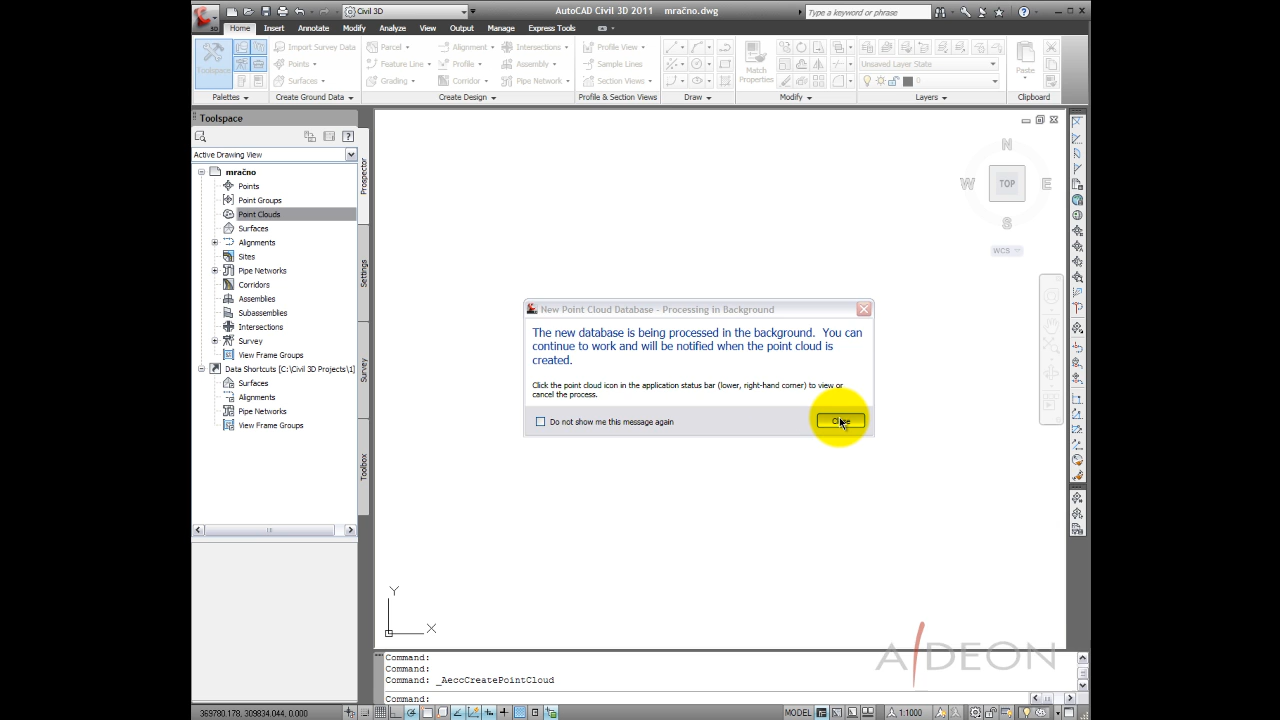 Civil 3D
AutoCAD Civil 3D 2011 mračno.dwg
Type a keyword or phrase
Home Insert Annotate Modify Analyze View Output Manage Express Tools
Toolspace
Import Survey Data
Points
Surfaces
Parcel
Feature Line
Grading
Alignment
Profile
Corridor
Intersections
Assembly
Pipe Network
Profile View
Sample Lines
Section Views
Match
Properties
Unsaved Layer State
0
Paste
Palettes Create Ground Data Create Design Profile & Section Views Draw Modify Layers Clipboard
Toolspace
Active Drawing View
mračno
Points
Point Groups
Point Clouds
Surfaces
Alignments
Sites
Pipe Networks
Corridors
Assemblies
Subassemblies
Intersections
Survey
View Frame Groups
Data Shortcuts [C:\Civil 3D Projects\]
Surfaces
Alignments
Pipe Networks
View Frame Groups
Prospector
Settings
Survey
Toolbox
N
W TOP E
S
WCS
New Point Cloud Database - Processing in Background
The new database is being processed in the background. You can
continue to work and will be notified when the point cloud is
created.
Click the point cloud icon in the application status bar (lower, right-hand corner) to view or
cancel the process.
Do not show me this message again
Close
Y
X
Command:
Command:
Command: _AeccCreatePointCloud
Command:
AIDEON
369780.178, 309834.044, 0.000
MODEL
1:1000